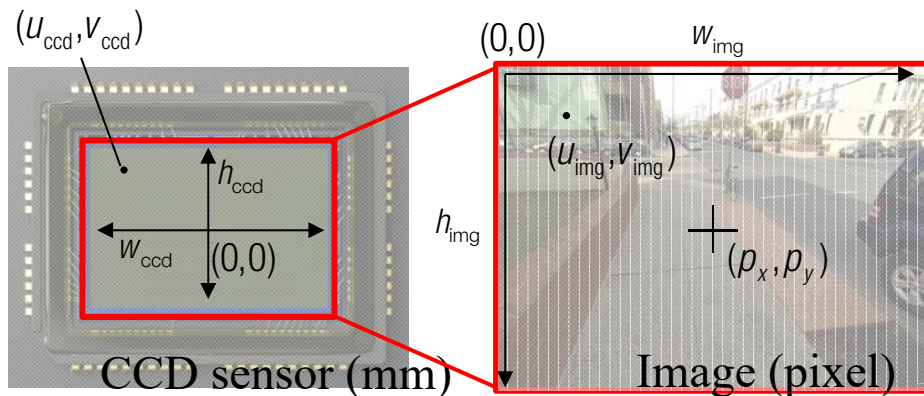 (u_ccd,v_ccd)
h_ccd
w_ccd
(0,0)
CCD sensor (mm)
(0,0)
w_img
(u_img,v_img)
h_img
(p_x,p_y)
Image (pixel)